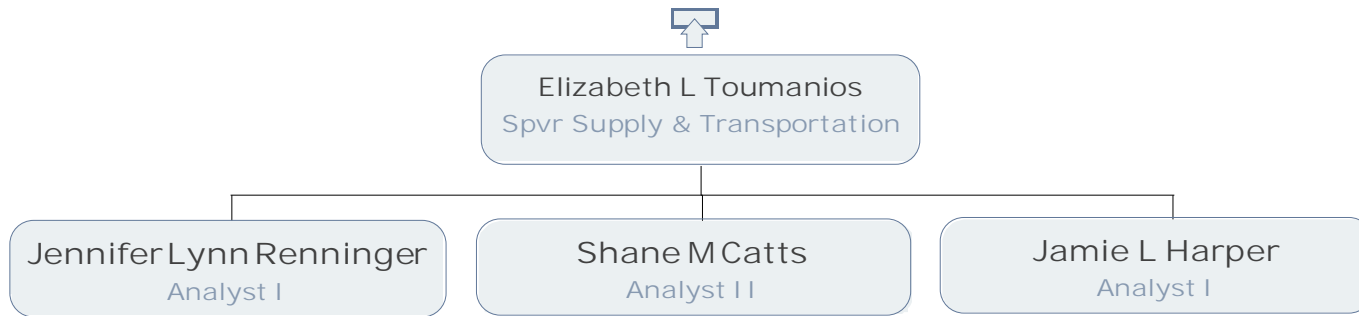 Elizabeth L Toumanios
Spvr Supply & Transportation
Jennifer Lynn Renninger
Analyst I
Shane M Catts
Analyst II
Jamie L Harper
Analyst I